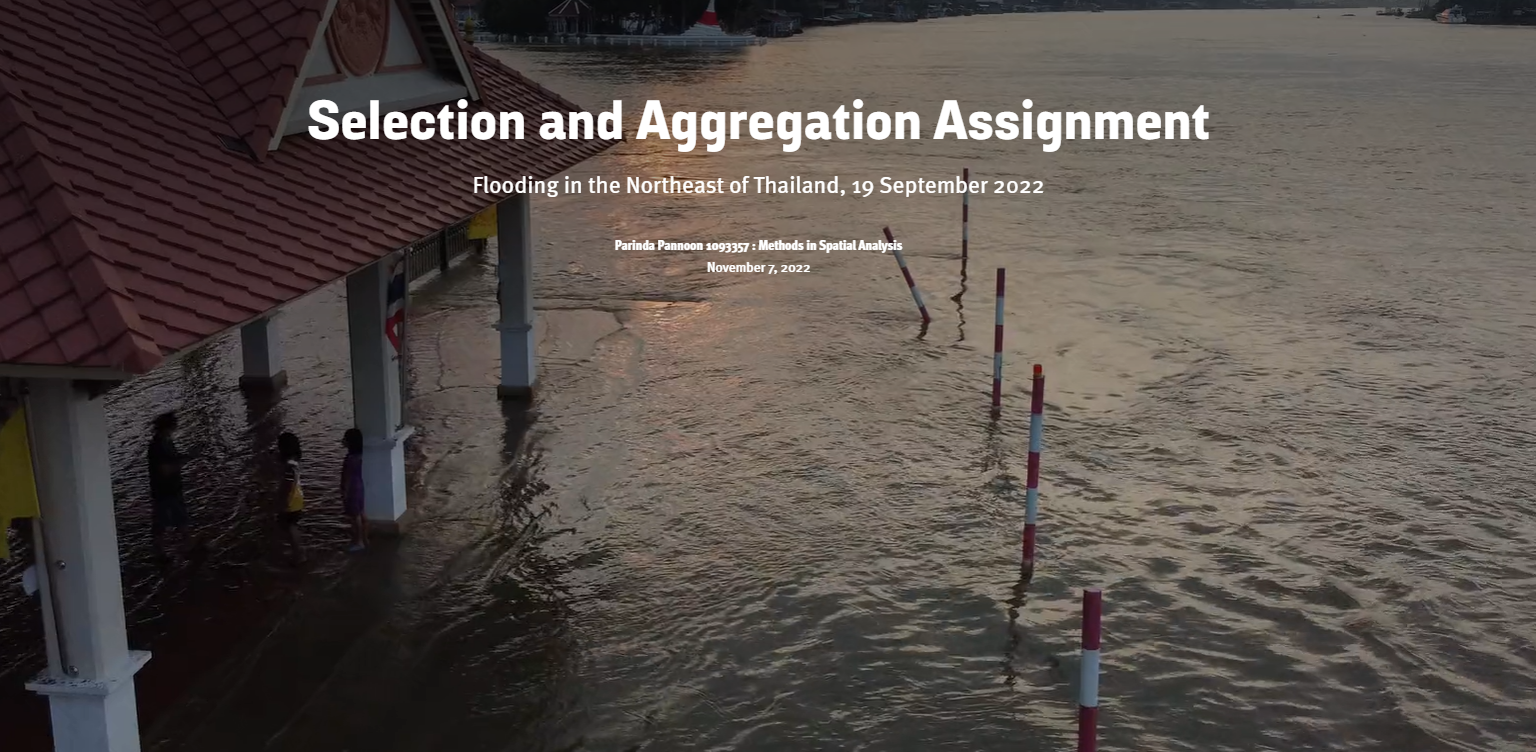 Selection and Aggregation Assignment
Flooding in the Northeast of Thailand, 19 September 2022
Parinda Pannoon 1093357 : Methods in Spatial Analysis
November 7, 2022